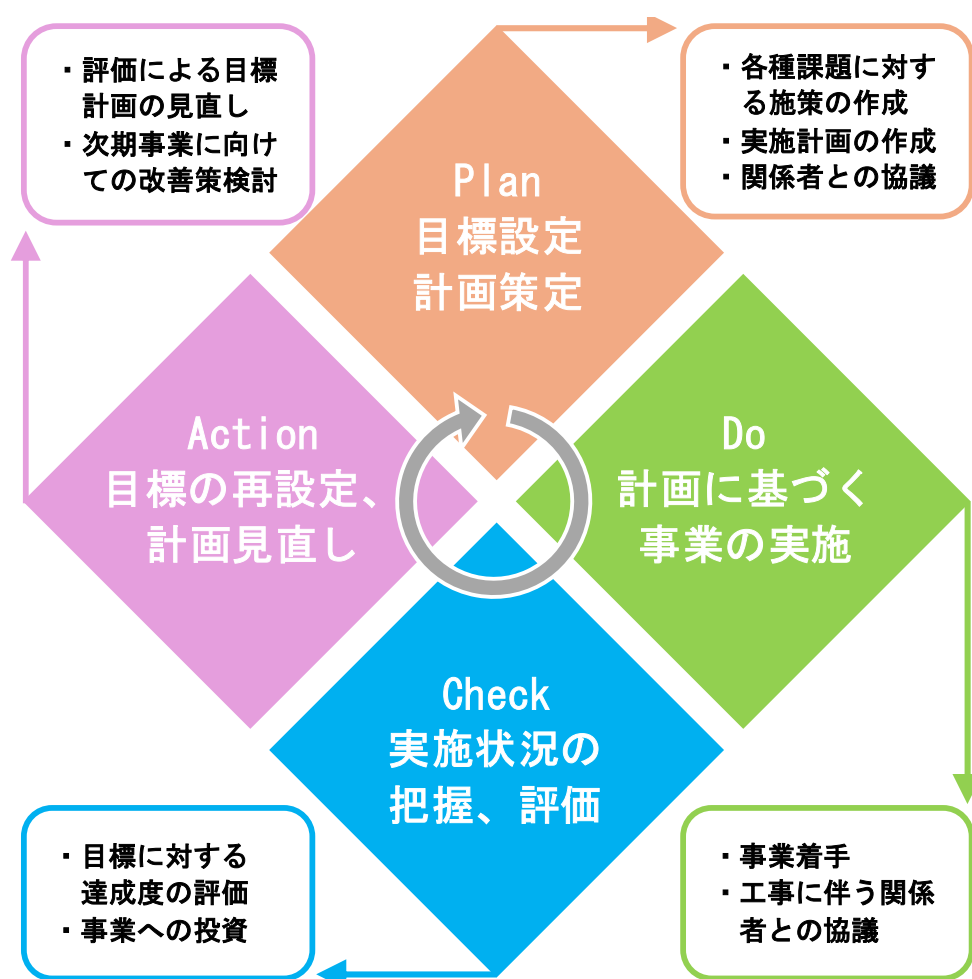 ・評価による目標
計画の見直し
・次期事業に向け
ての改善策検討
Plan
目標設定
計画策定
・各種課題に対す
る施策の作成
・実施計画の作成
・関係者との協議
Action
目標の再設定、
計画見直し
Do
計画に基づく
事業の実施
Check
実施状況の
把握、評価
・目標に対する
達成度の評価
・事業への投資
・事業着手
・工事に伴う関係
者との協議